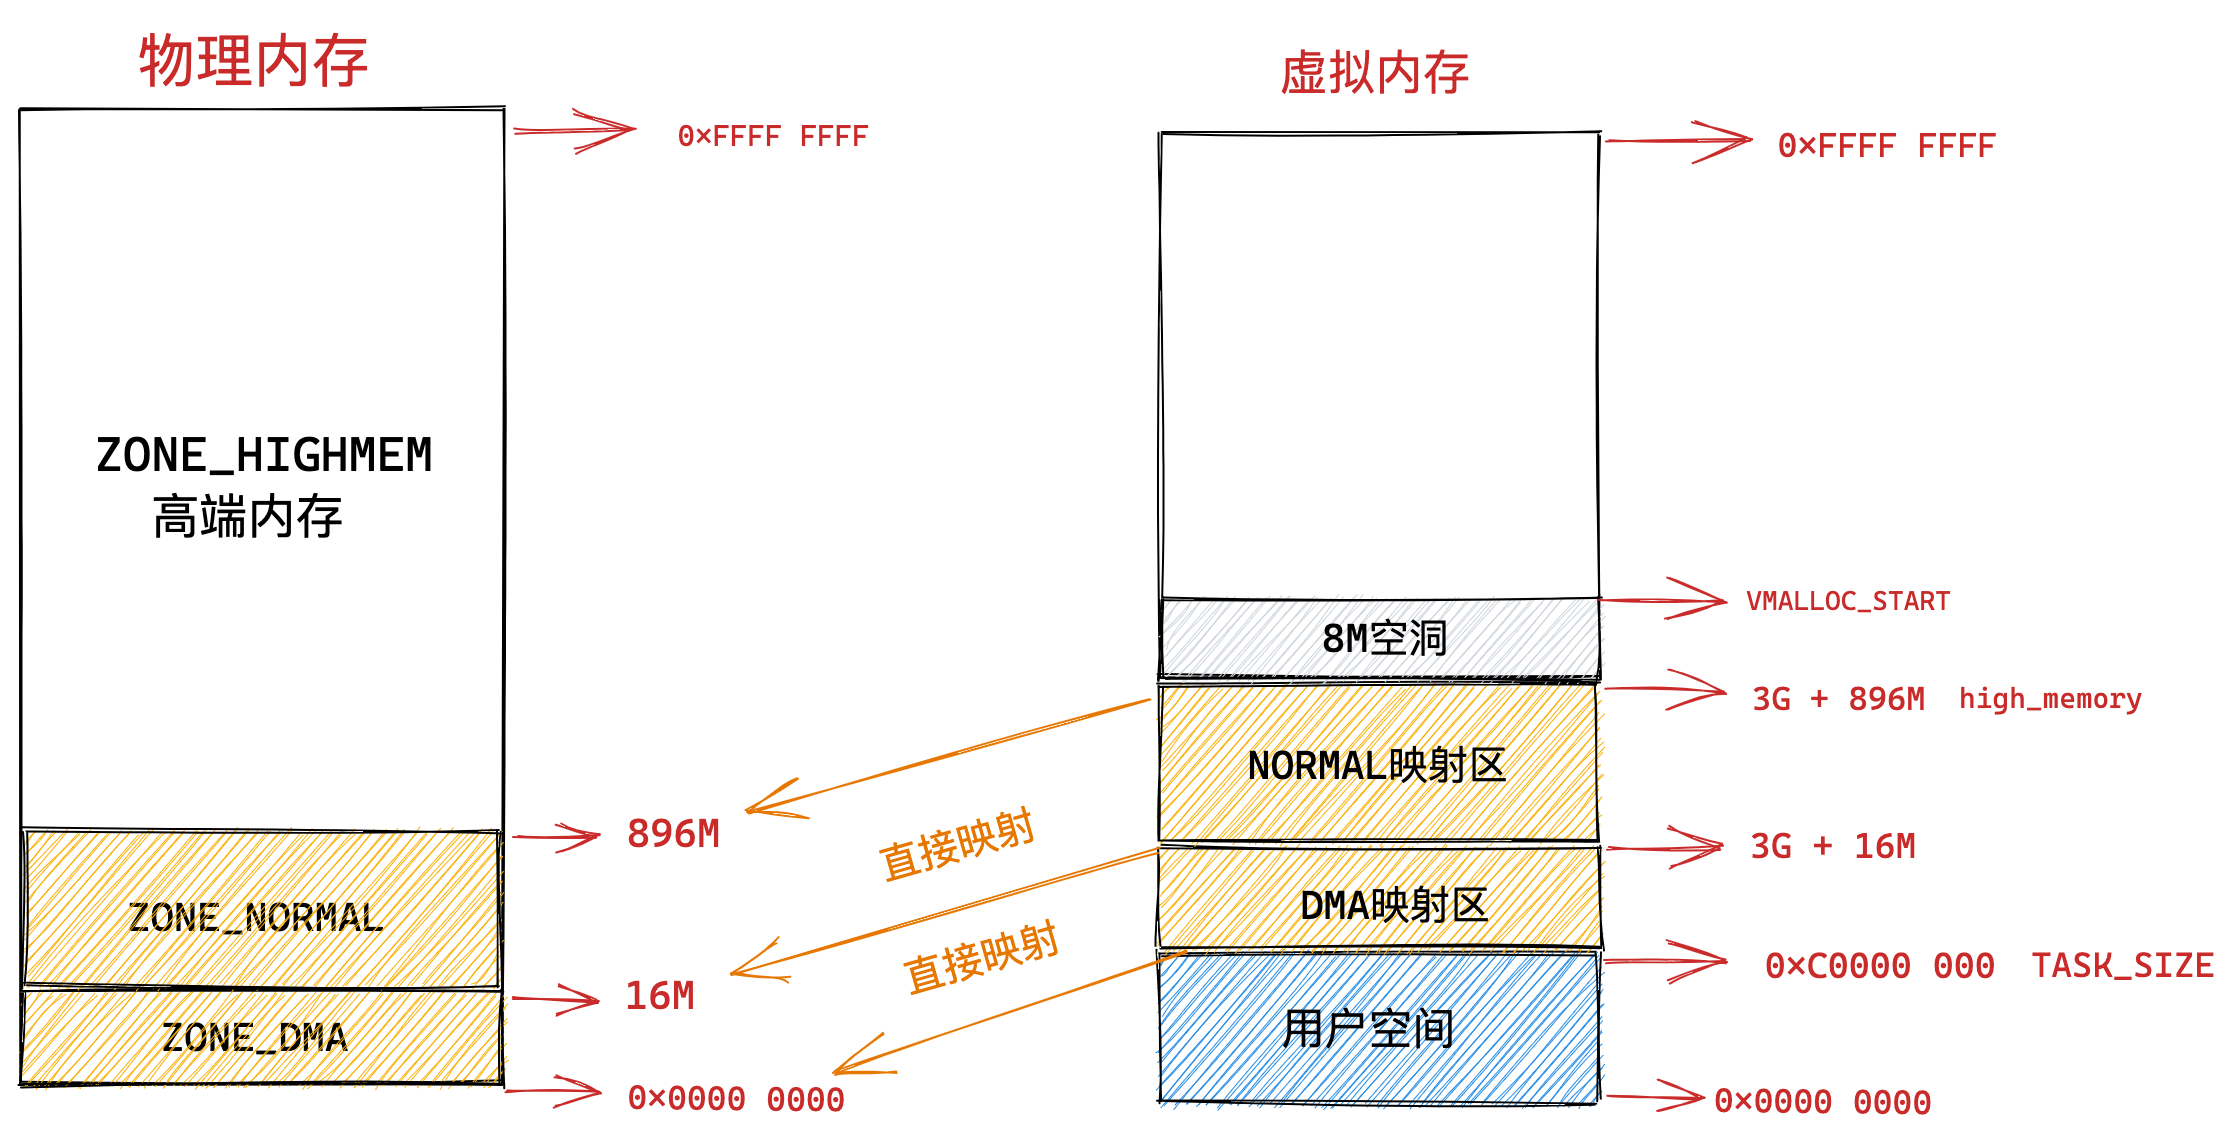 物理内存
0×FFFF FFFF
ZONE_HIGHMEM
高端内存
896M
ZONE_NORMAL
16M
ZONE_DMA
0×0000 0000
直接映射
直接映射
虚拟内存
0×FFFF FFFF
VMALLOC_START
8M空洞
3G + 896M high_memory
NORMAL映射区
3G + 16M
DMA映射区
0×C0000 000 TASK_SIZE
用户空间
0×0000 0000